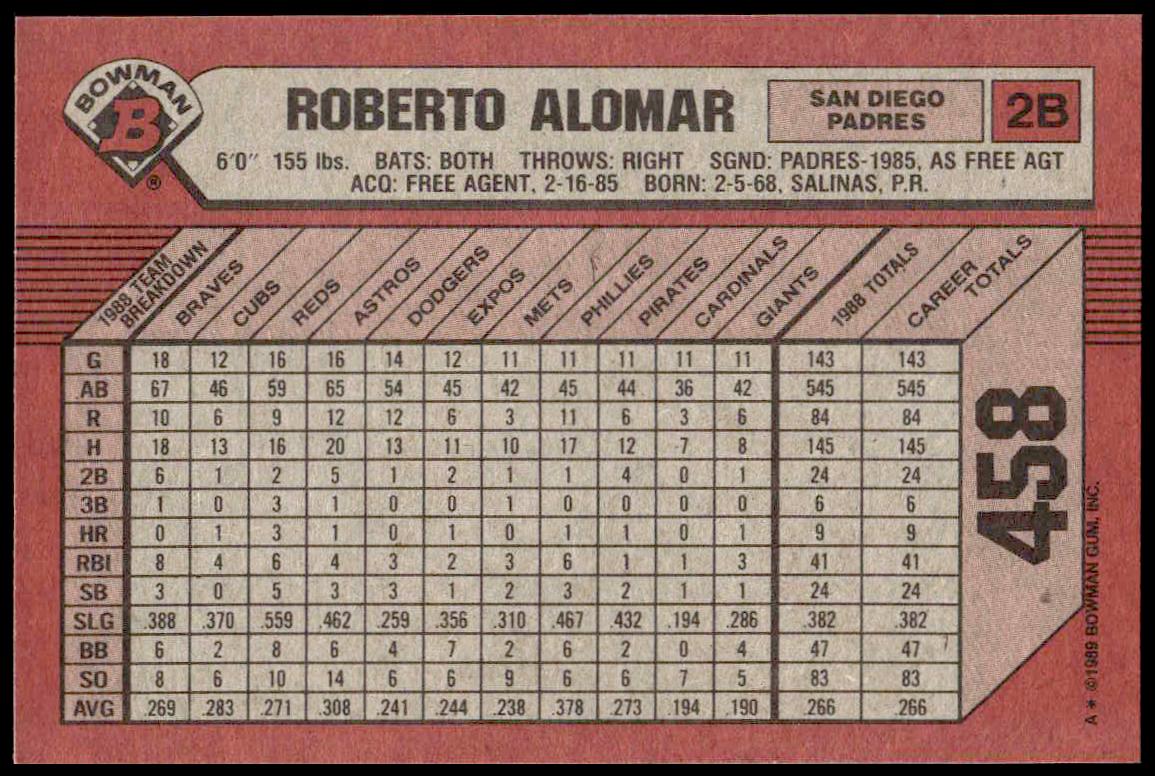 BOWMAN
B
®
ROBERTO ALOMAR
SAN DIEGO
PADRES
2B
6'0" 155 lbs. BATS: BOTH THROWS: RIGHT SGND: PADRES-1985, AS FREE AGT
ACQ: FREE AGENT, 2-16-85 BORN: 2-5-68, SALINAS, P.R.
1988 TEAM
BREAKDOWN
BRAVES
CUBS
REDS
ASTROS
DODGERS
EXPOS
METS
PHILLIES
PIRATES
CARDINALS
GIANTS
1988 TOTALS
CAREER
TOTALS
G 18 12 16 16 14 12 11 11 11 11 11 143 143
AB 67 46 59 65 54 45 42 45 44 36 42 545 545
R 10 6 9 12 12 6 3 11 6 3 6 84 84
H 18 13 16 20 13 11 10 17 12 7 8 145 145
2B 6 1 2 5 1 2 1 1 4 0 1 24 24
3B 1 0 3 1 0 0 1 0 0 0 0 6 6
HR 0 1 3 1 0 1 0 1 1 0 1 9 9
RBI 8 4 6 4 3 2 3 6 1 1 3 41 41
SB 3 0 5 3 3 1 2 3 2 1 1 24 24
SLG .388 .370 .559 .462 .259 .356 .310 .467 .432 .194 .286 .382 .382
BB 6 2 8 6 4 7 2 6 2 0 4 47 47
SO 8 6 10 14 6 6 9 6 6 7 5 83 83
AVG .269 .283 .271 .308 .241 .244 .238 .378 .273 .194 .190 .266 .266
458
A * ©1989 BOWMAN GUM, INC.